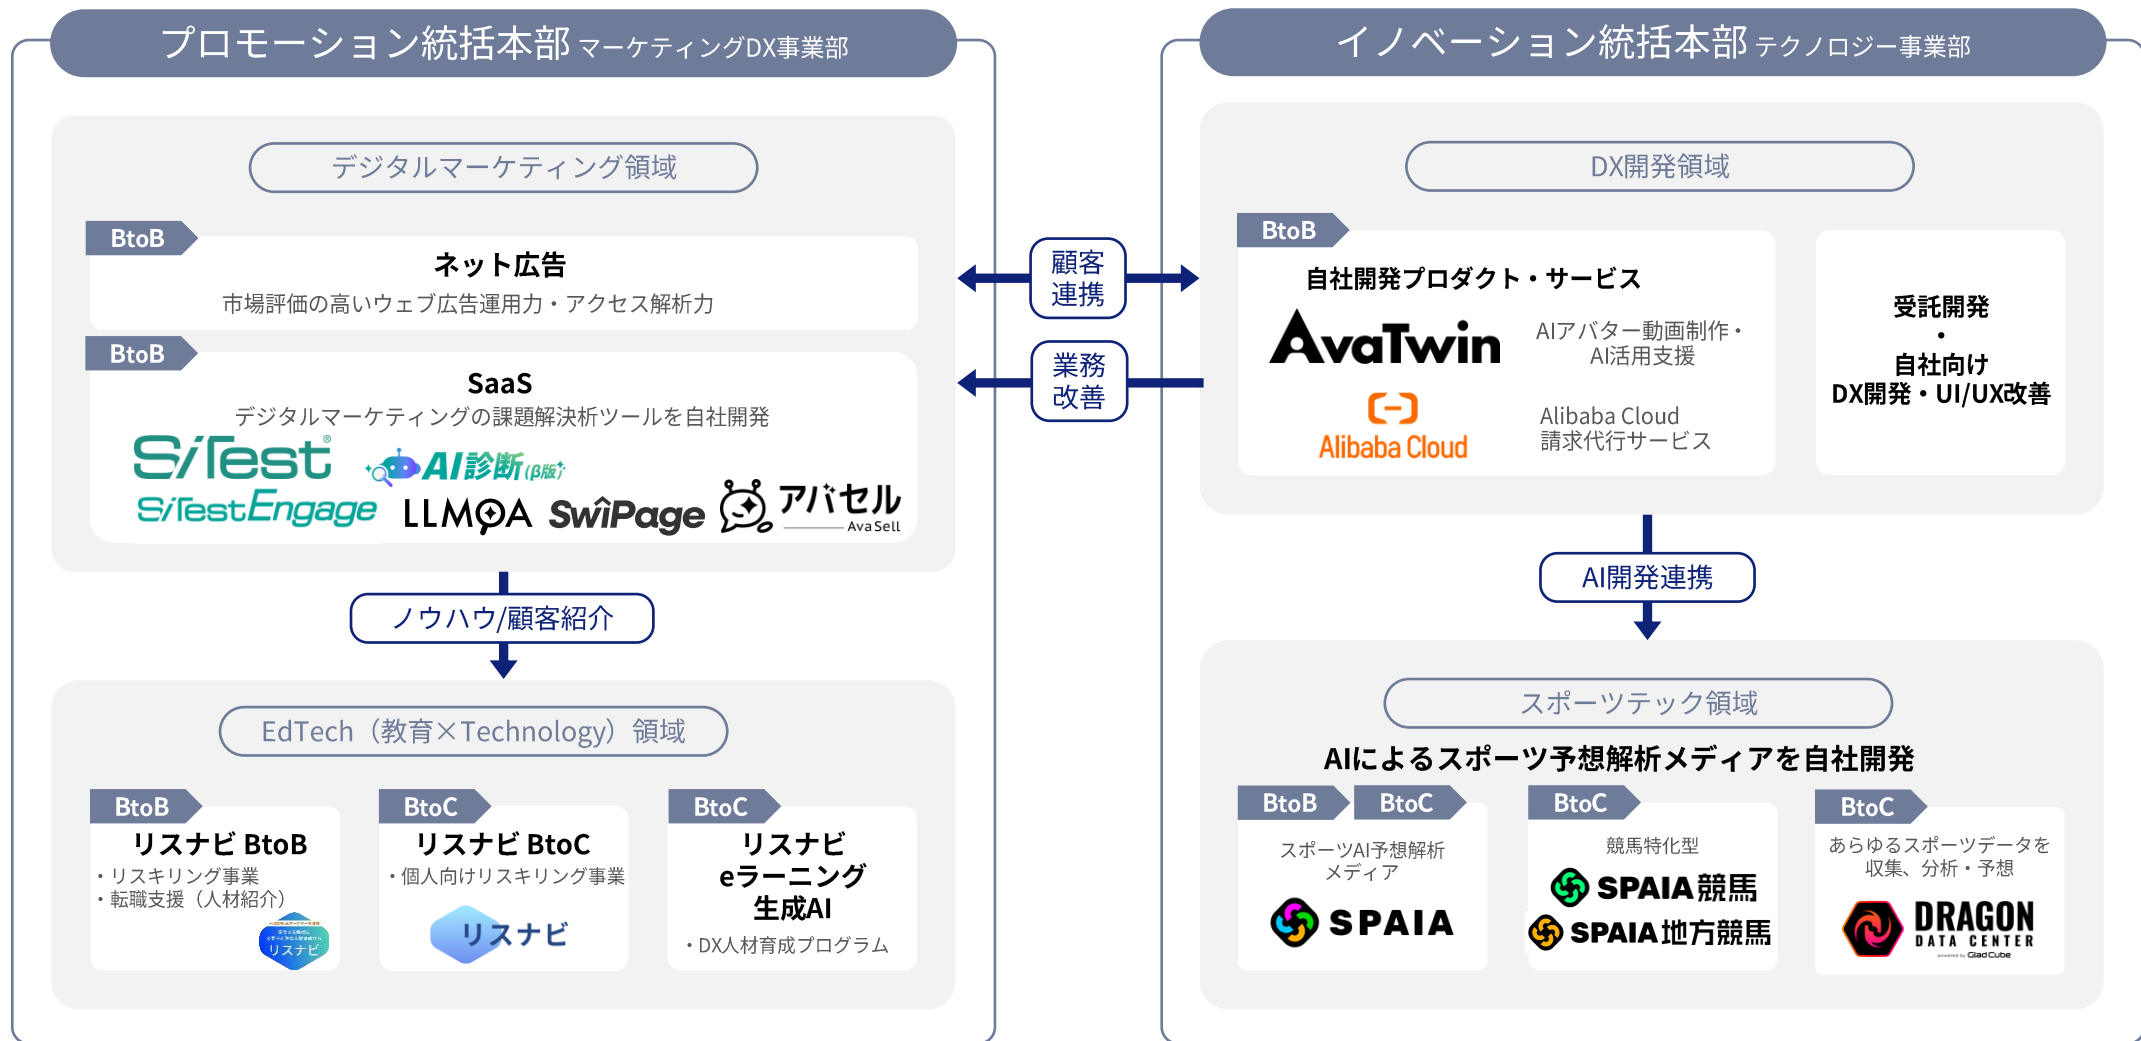 プロモーション統括本部 マーケティングDX事業部
デジタルマーケティング領域
BtoB
ネット広告
市場評価の高いウェブ広告運用力・アクセス解析力
BtoB
SaaS
デジタルマーケティングの課題解決析ツールを自社開発
SiTest®
AI診断(β版)
SiTest Engage
LLMOA
SwiPage
アバセル
AvaSell
ノウハウ/顧客紹介
EdTech（教育×Technology）領域
BtoB
リスナビ BtoB
・リスキリング事業
・転職支援（人材紹介）
リスナビ
BtoC
リスナビ BtoC
・個人向けリスキリング事業
リスナビ
BtoC
リスナビ
eラーニング
生成AI
・DX人材育成プログラム
顧客
連携
業務
改善
イノベーション統括本部 テクノロジー事業部
DX開発領域
BtoB
自社開発プロダクト・サービス
AvaTwin
AIアバター動画制作・
AI活用支援
Alibaba Cloud
Alibaba Cloud
請求代行サービス
受託開発
・
自社向け
DX開発・UI/UX改善
AI開発連携
スポーツテック領域
AIによるスポーツ予想解析メディアを自社開発
BtoB
BtoC
スポーツAI予想解析
メディア
SPAIA
BtoC
競馬特化型
SPAIA競馬
SPAIA地方競馬
BtoC
あらゆるスポーツデータを
収集、分析・予想
DRAGON
DATA CENTER
powered by GladCube